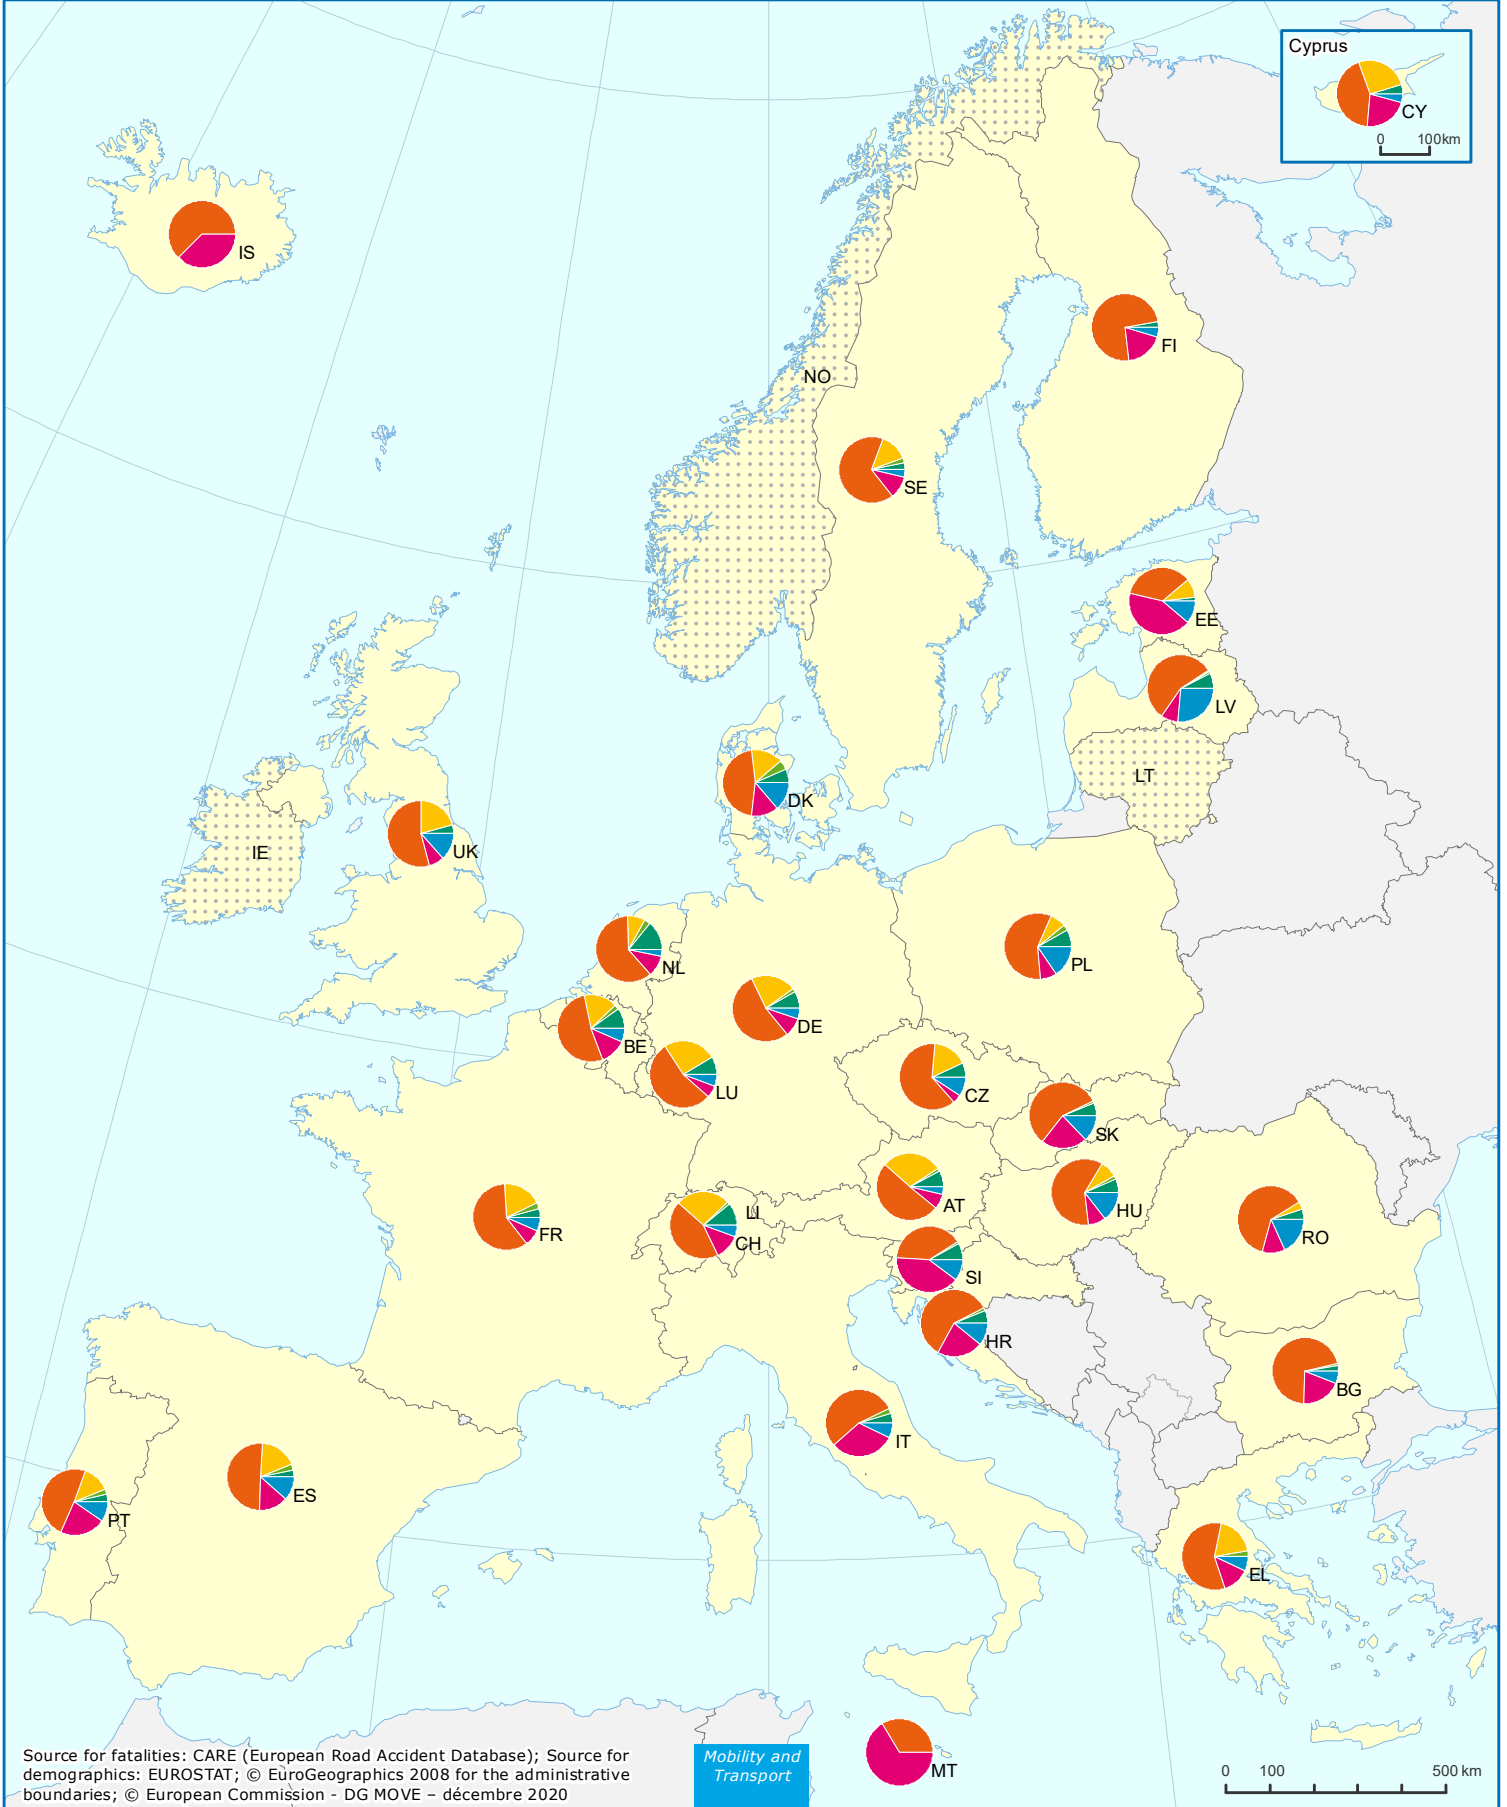 Cyprus
CY
0 100km
IS
FI
NO
SE
EE
LV
LT
DK
IE
UK
NL
PL
DE
BE
LU
CZ
SK
AT
HU
LI
CH
FR
RO
SI
HR
BG
IT
ES
PT
EL
MT
Source for fatalities: CARE (European Road Accident Database); Source for
demographics: EUROSTAT; © EuroGeographics 2008 for the administrative
boundaries; © European Commission - DG MOVE – décembre 2020
Mobility and
Transport
0 100 500 km